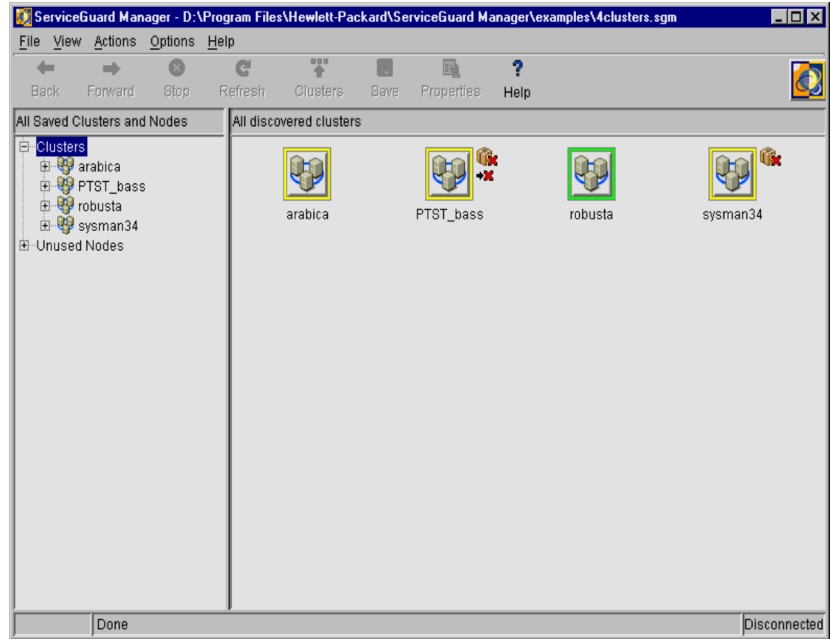 ServiceGuard Manager - D:\Program Files\Hewlett-Packard\ServiceGuard Manager\examples\4clusters.sgm
File View Actions Options Help
Back Forward Stop Refresh Clusters Save Properties Help
All Saved Clusters and Nodes
All discovered clusters
Clusters
arabica
PTST_bass
robusta
sysman34
Unused Nodes
arabica PTST_bass robusta sysman34
Done
Disconnected